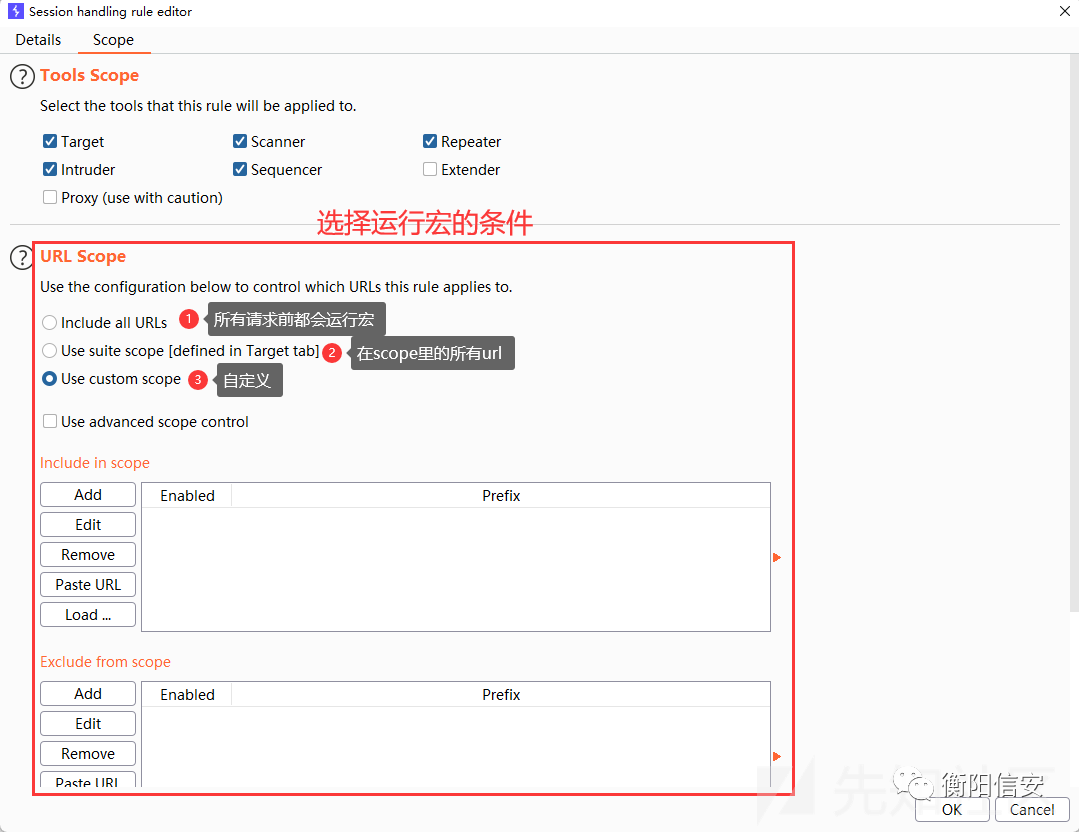 Session handling rule editor
Details Scope
Tools Scope
Select the tools that this rule will be applied to.
Target Scanner Repeater
Intruder Sequencer Extender
Proxy (use with caution)
选择运行宏的条件
URL Scope
Use the configuration below to control which URLs this rule applies to.
Include all URLs 1 所有请求前都会运行宏
Use suite scope [defined in Target tab] 2 在scope里的所有url
Use custom scope 3 自定义
Use advanced scope control
Include in scope
Add Enabled Prefix
Edit
Remove
Paste URL
Load ...
Exclude from scope
Add Enabled Prefix
Edit
Remove
Paste URL
衡阳信安
OK Cancel